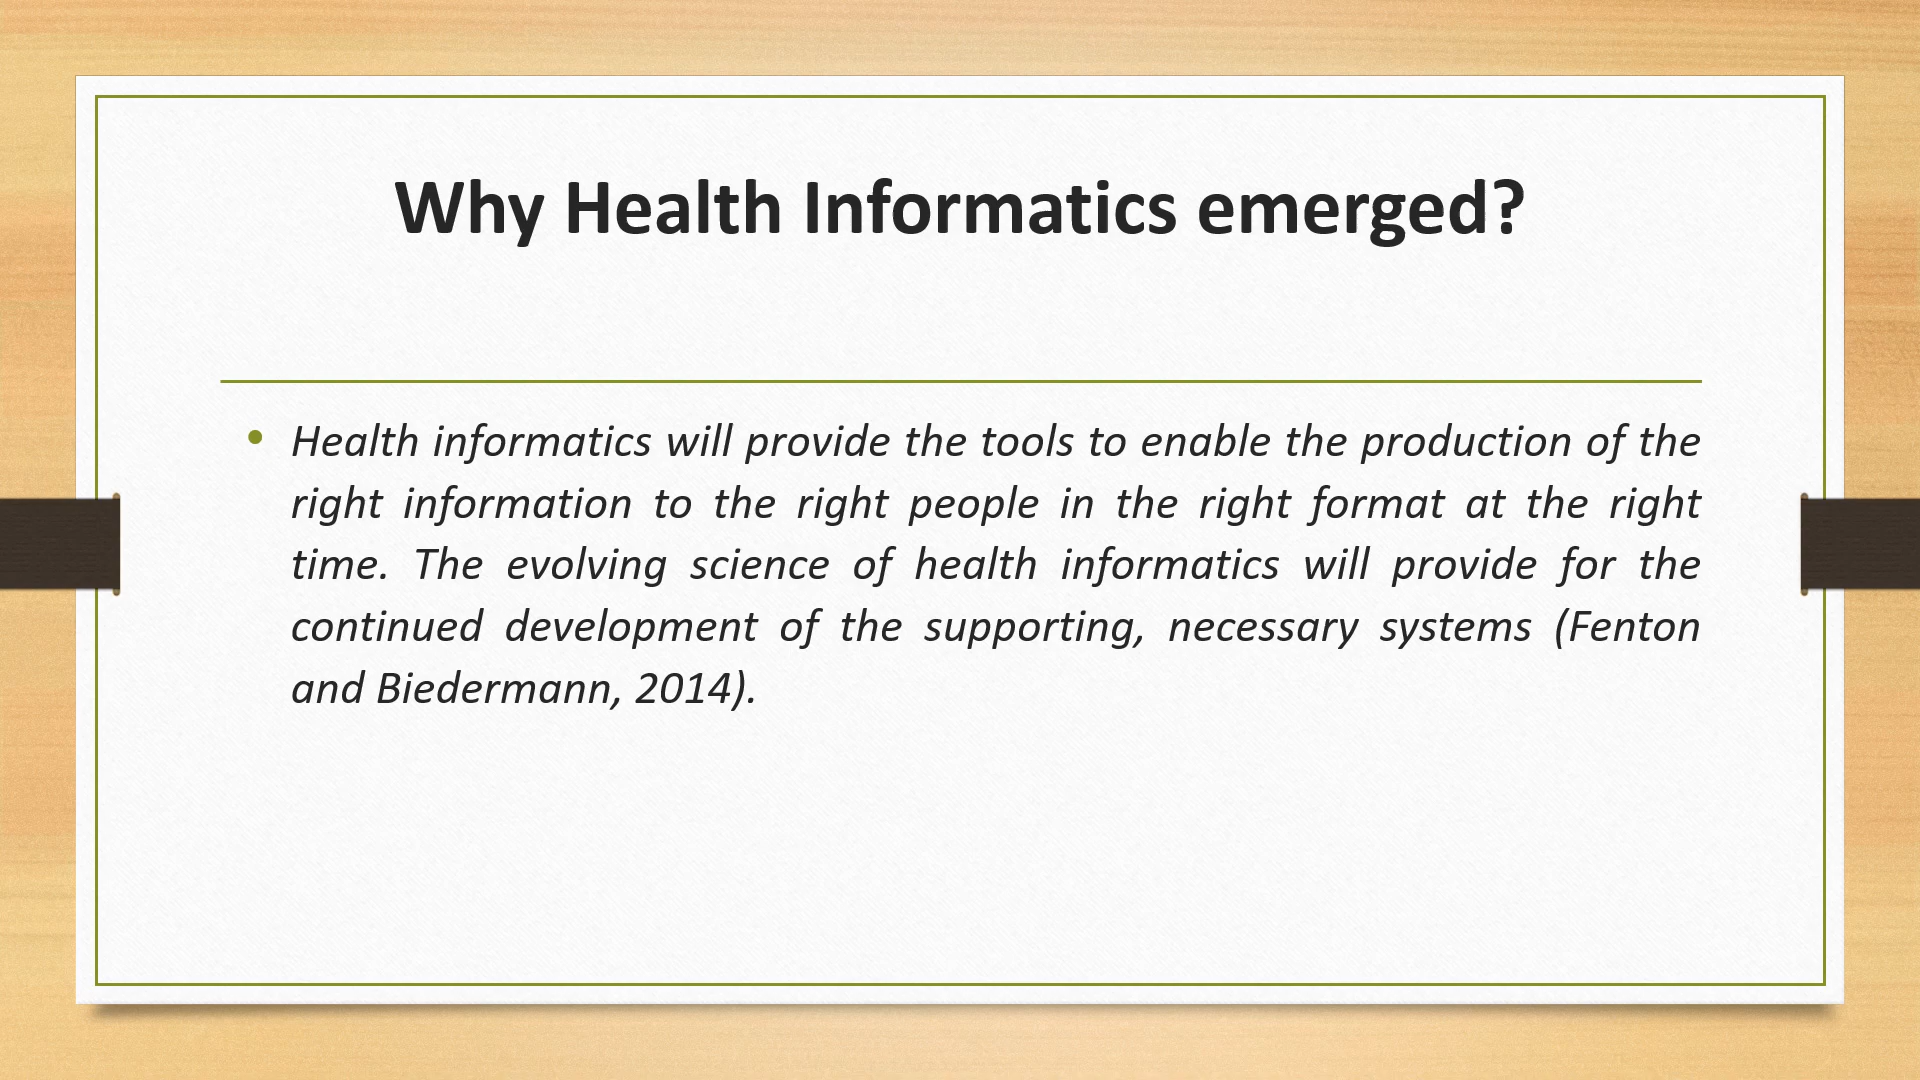 Why Health Informatics emerged?
• Health informatics will provide the tools to enable the production of the
right information to the right people in the right format at the right
time. The evolving science of health informatics will provide for the
continued development of the supporting, necessary systems (Fenton
and Biedermann, 2014).